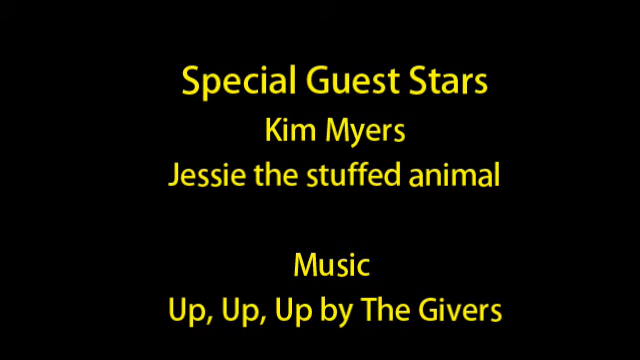 Special Guest Stars
Kim Myers
Jessie the stuffed animal
Music
Up, Up, Up by The Givers